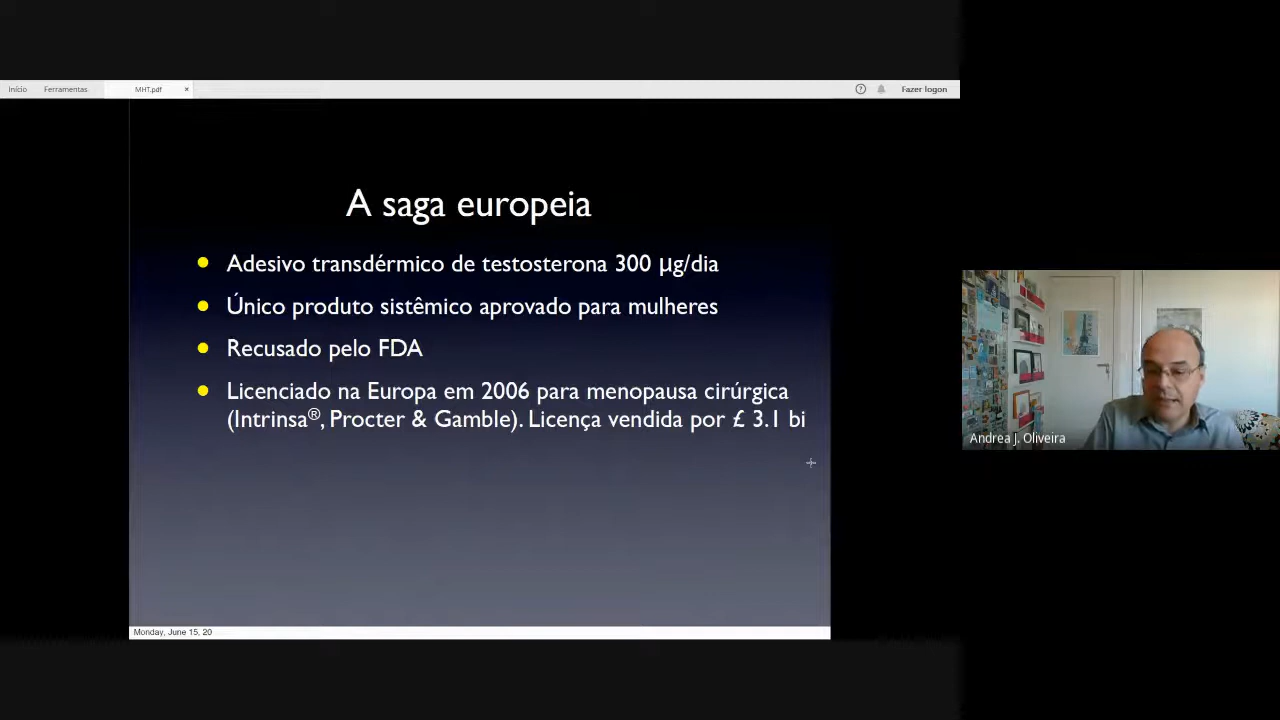 Início Ferramentas MHT.pdf × Fazer logon
A saga europeia
Adesivo transdérmico de testosterona 300 µg/dia
Único produto sistêmico aprovado para mulheres
Recusado pelo FDA
Licenciado na Europa em 2006 para menopausa cirúrgica
(Intrinsa®, Procter & Gamble). Licença vendida por £ 3.1 bi
Andrea J. Oliveira
Monday, June 15, 20